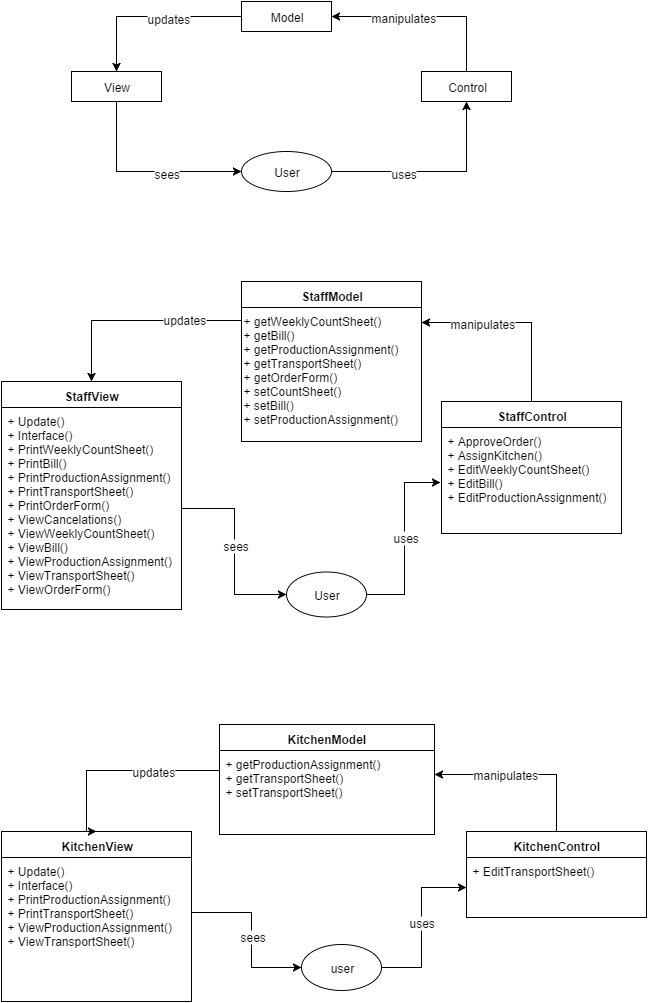 updates
Model
manipulates
View
Control
sees
User
uses
StaffModel
+ getWeeklyCountSheet()
+ getBill()
+ getProductionAssignment()
+ getTransportSheet()
+ getOrderForm()
+ setCountSheet()
+ setBill()
+ setProductionAssignment()
updates
manipulates
StaffView
+ Update()
+ Interface()
+ PrintWeeklyCountSheet()
+ PrintBill()
+ PrintProductionAssignment()
+ PrintTransportSheet()
+ PrintOrderForm()
+ ViewCancelations()
+ ViewWeeklyCountSheet()
+ ViewBill()
+ ViewProductionAssignment()
+ ViewTransportSheet()
+ ViewOrderForm()
StaffControl
+ ApproveOrder()
+ AssignKitchen()
+ EditWeeklyCountSheet()
+ EditBill()
+ EditProductionAssignment()
sees
User
uses
KitchenModel
+ getProductionAssignment()
+ getTransportSheet()
+ setTransportSheet()
updates
manipulates
KitchenView
+ Update()
+ Interface()
+ PrintProductionAssignment()
+ PrintTransportSheet()
+ ViewProductionAssignment()
+ ViewTransportSheet()
KitchenControl
+ EditTransportSheet()
sees
user
uses